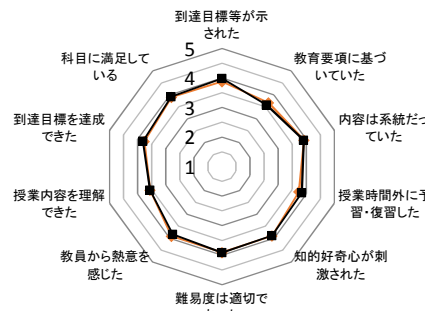 到達目標等が示
された
教育要項に基づ
いていた
内容は系統だっ
ていた
授業時間外に予
習・復習した
知的好奇心が刺
激された
難易度は適切で
教員から熱意を
感じた
授業内容を理解
できた
到達目標を達成
できた
科目に満足して
いる
5
4
3
2
1